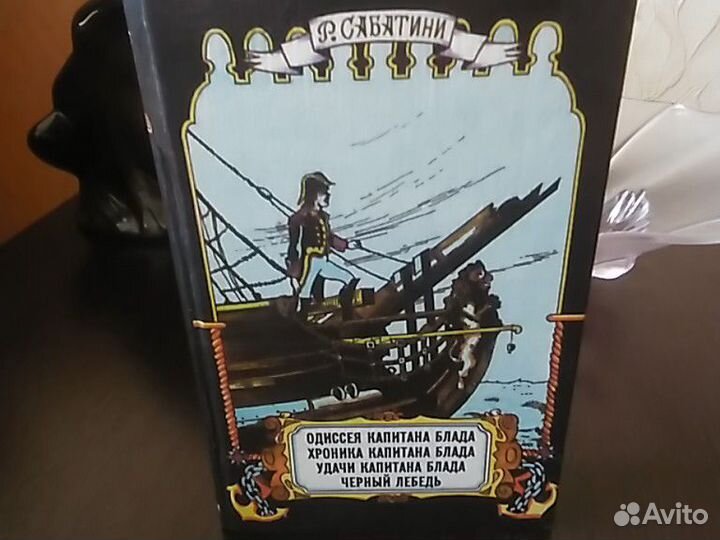 Р. САБАТИНИ
ОДИССЕЯ КАПИТАНА БЛАДА
ХРОНИКА КАПИТАНА БЛАДА
УДАЧИ КАПИТАНА БЛАДА
ЧЕРНЫЙ ЛЕБЕДЬ
Avito